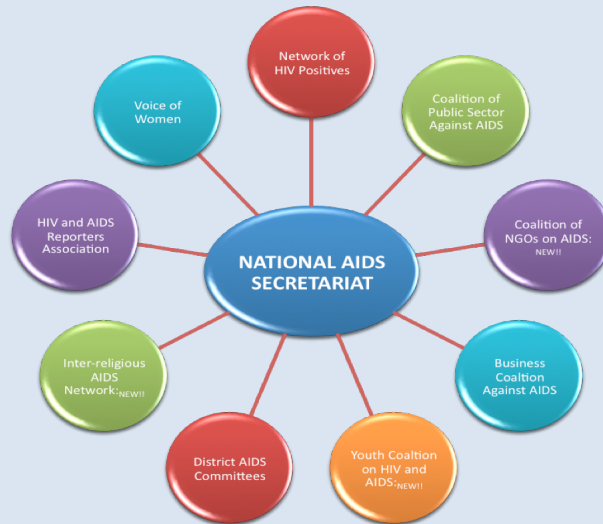 Network of
HIV Positives
Coalition of
Public Sector
Against AIDS
Voice of
Women
HIV and AIDS
Reporters
Association
Coalition of
NGOs on AIDS:
NEW!!
NATIONAL AIDS
SECRETARIAT
Inter-religious
AIDS
Network:NEW!!
Business
Coalition
Against AIDS
District AIDS
Committees
Youth Coalition
on HIV and
AIDS:NEW!!